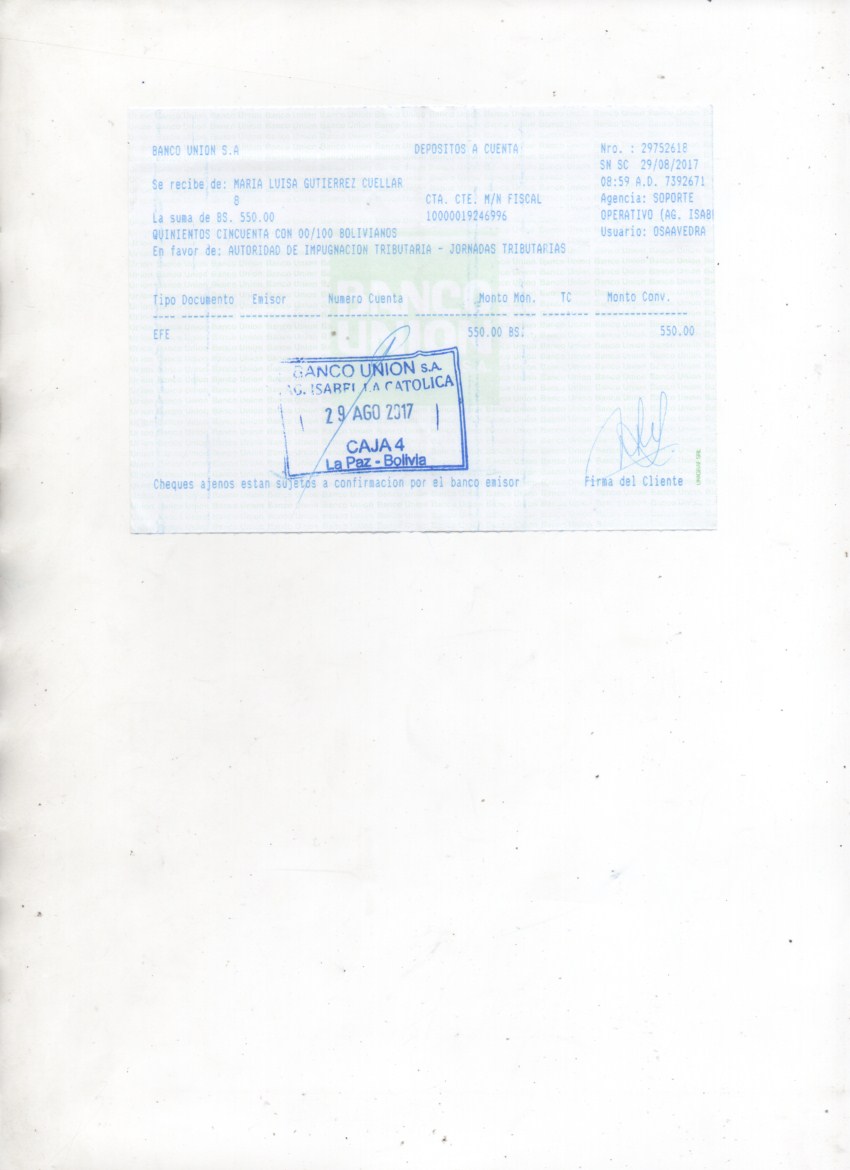 BANCO UNION S.A DEPOSITOS A CUENTA Nro. : 29752618
SM SC 29/08/2017
Se recibe de: MARIA LUISA GUTIERREZ CUELLAR 08:59 A.D. 7392671
8 CTA. CTE. M/N FISCAL Agencia: SOPORTE
La suma de BS. 550.00 10000019246996 OPERATIVO (AG. ISAB
QUINIENTOS CINCUENTA CON 00/100 BOLIVIANOS Usuario: OSAAVEDRA
En favor de: AUTORIDAD DE IMPUGNACION TRIBUTARIA - JORNADAS TRIBUTARIAS
Tipo Documento Emisor Numero Cuenta Monto Mon. TC Monto Conv.
EFE 550.00 BS. 550.00
BANCO UNION
BANCO UNION S.A.
AG. ISABEL LA CATOLICA
29 AGO 2017
CAJA 4
La Paz - Bolivia
Cheques ajenos estan sujetos a confirmacion por el banco emisor Firma del Cliente